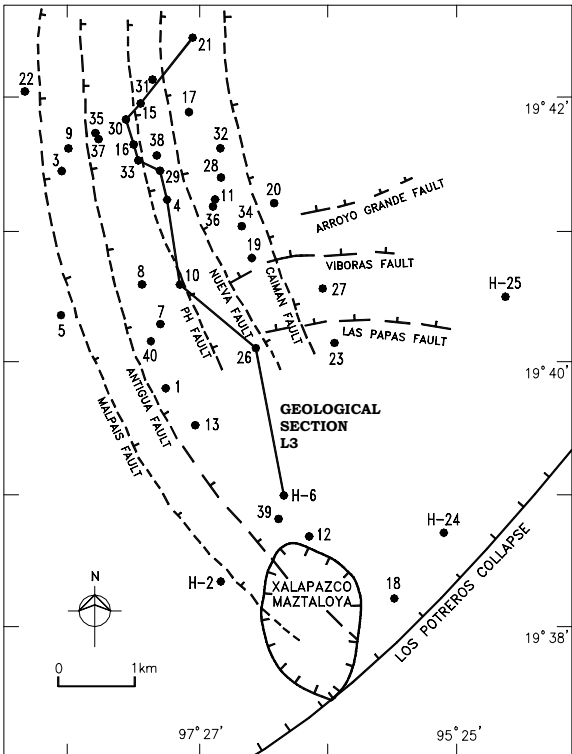 21
22
31
15
17
19° 42'
30
35
37
9
16
38
32
33
3
29
28
4
11
36
20
34
ARROYO GRANDE FAULT
19
VIBORAS FAULT
8
10
NUEVA FAULT
CAIMAN FAULT
27
H-25
5
7
PH FAULT
LAS PAPAS FAULT
40
26
23
19° 40'
ANTIGUA FAULT
1
MALPAIS FAULT
GEOLOGICAL
SECTION
L3
13
H-6
39
12
H-24
H-2
XALAPAZCO
MAZTALOYA
18
LOS POTREROS COLLAPSE
N
19° 38'
0
1km
97° 27'
95° 25'